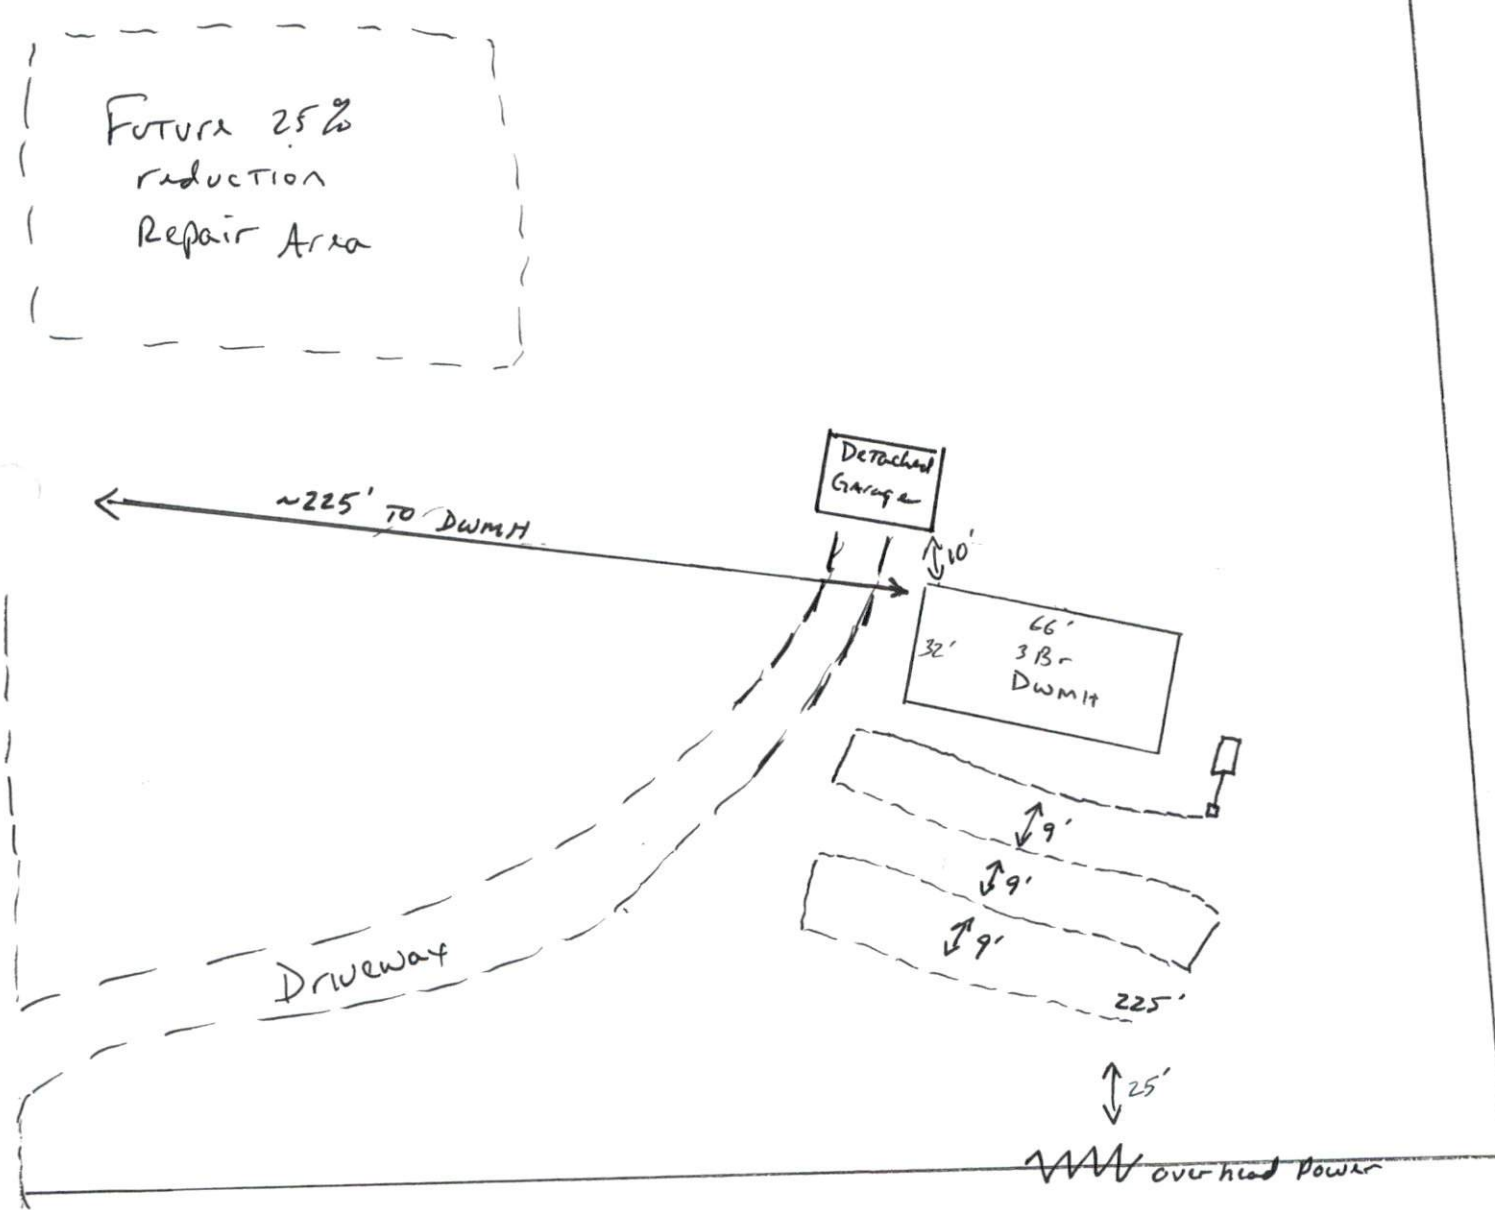 Future 25%
reduction
Repair Area
Detached
Garage
~225' TO DWMH
10'
66'
32'
3 Br
DWMH
9'
9'
9'
Driveway
225'
25'
overhead Power